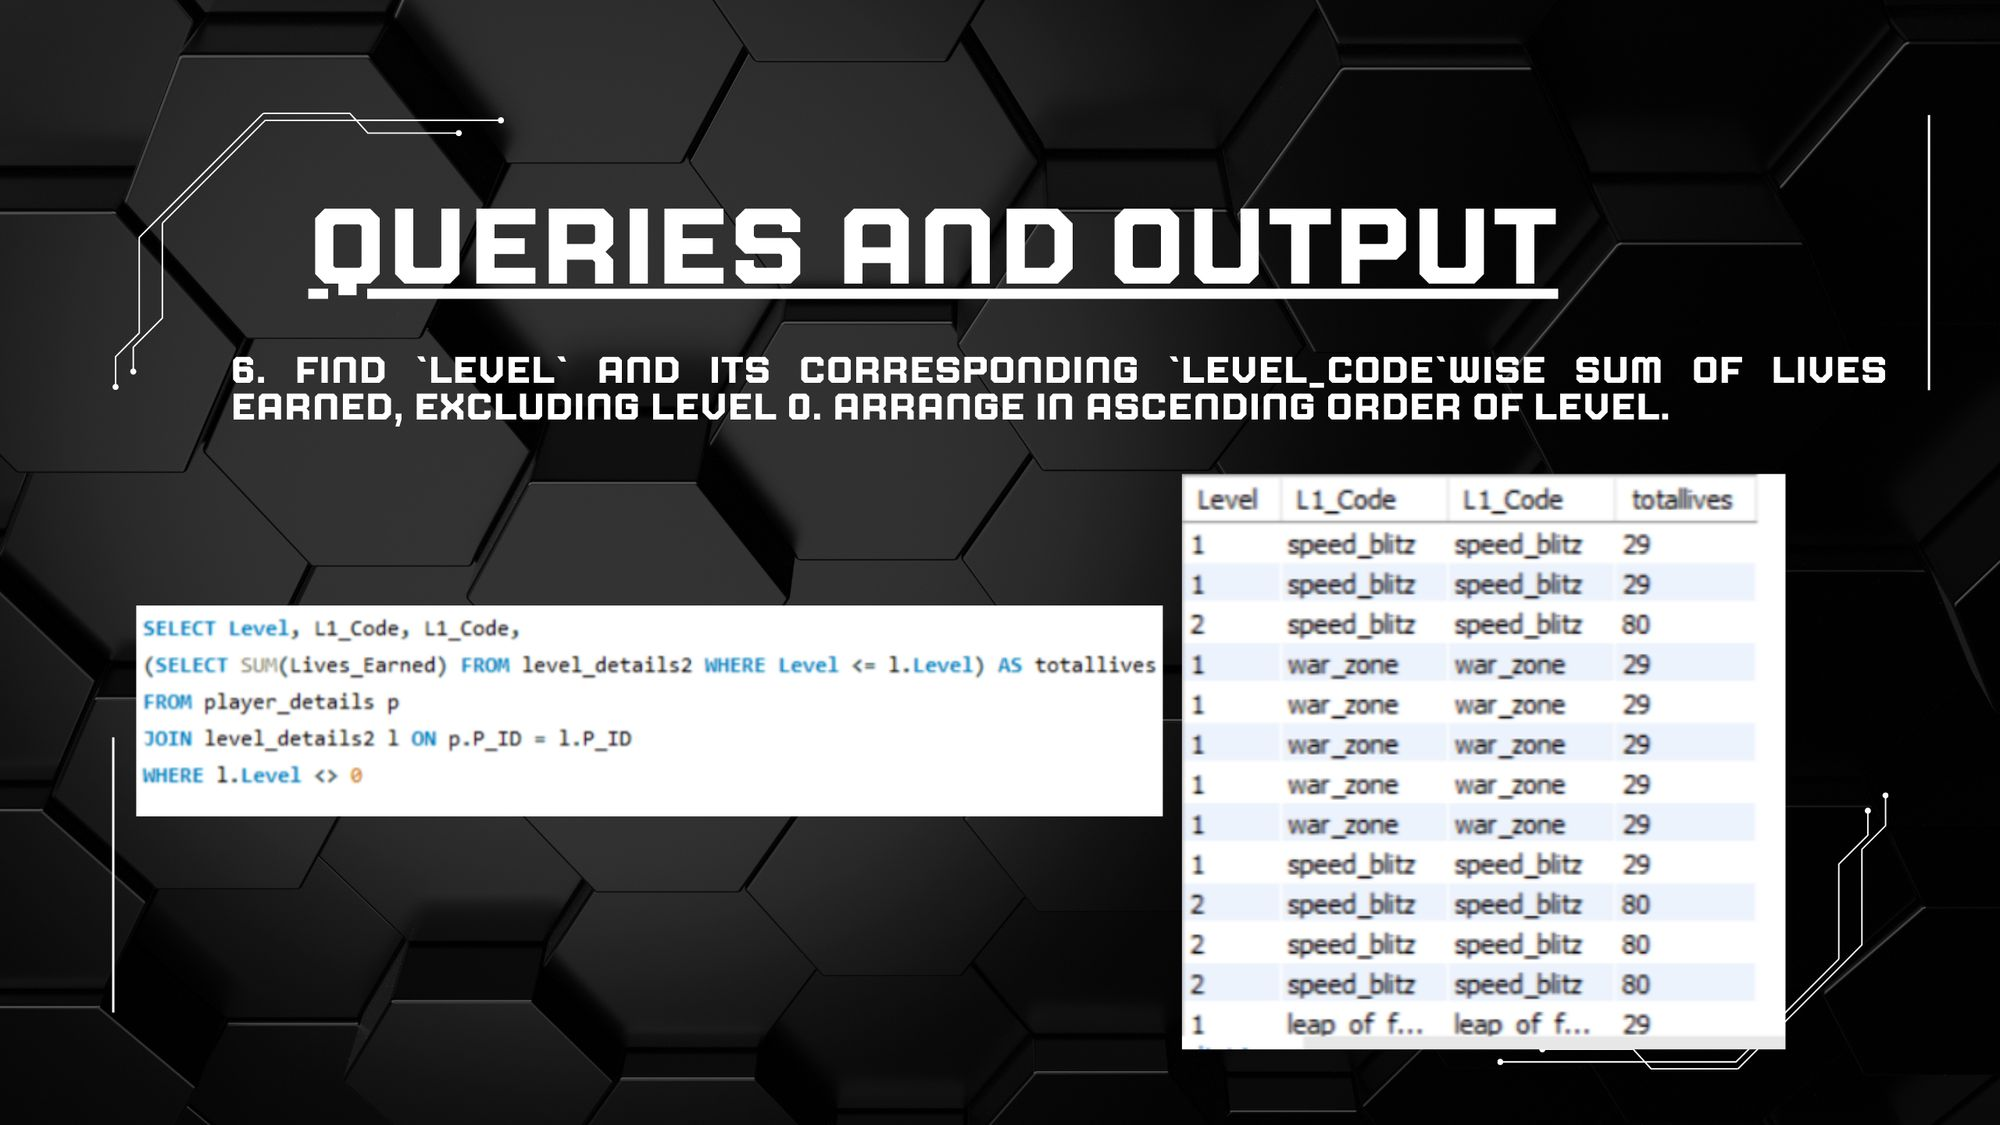 QUERIES AND OUTPUT
6. FIND `LEVEL` AND ITS CORRESPONDING `LEVEL_CODE`WISE SUM OF LIVES
EARNED, EXCLUDING LEVEL 0. ARRANGE IN ASCENDING ORDER OF LEVEL.
SELECT Level, L1_Code, L1_Code,
(SELECT SUM(Lives_Earned) FROM level_details2 WHERE Level <= l.Level) AS totallives
FROM player_details p
JOIN level_details2 l ON p.P_ID = l.P_ID
WHERE l.Level <> 0
Level L1_Code L1_Code totallives
1 speed_blitz speed_blitz 29
1 speed_blitz speed_blitz 29
2 speed_blitz speed_blitz 80
1 war_zone war_zone 29
1 war_zone war_zone 29
1 war_zone war_zone 29
1 war_zone war_zone 29
1 war_zone war_zone 29
1 speed_blitz speed_blitz 29
2 speed_blitz speed_blitz 80
2 speed_blitz speed_blitz 80
2 speed_blitz speed_blitz 80
1 leap_of_f... leap_of_f... 29